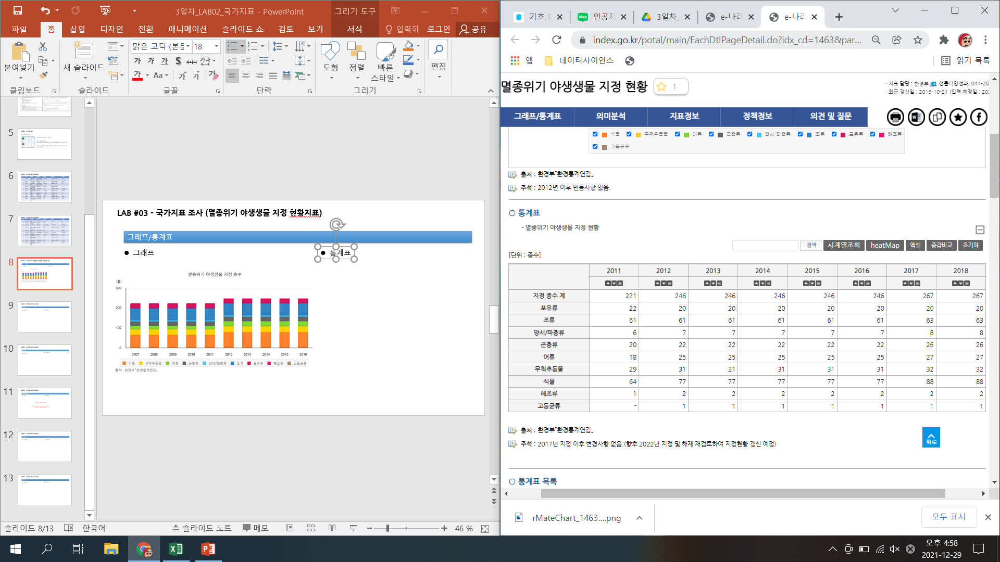 3일차_LAB02_국가지표 - PowerPoint
그리기 도구
파일 홈 삽입 디자인 전환 애니메이션 슬라이드 쇼 검토 보기 서식 입력하. 로그인 공유
붙여넣기
새 슬라이드
맑은 고딕 (본둔 18
가 가 가 S 가나다 간나
가 Aa 가 가
도형 정렬 빠른 스타일
편집
클립보드 슬라이드 글꼴 단락 그리기
5
6
7
8
9
10
11
12
13
LAB #03 - 국가지표 조사 (멸종위기 야생생물 지정 현황지표)
그래프/통계표
● 그래프
● 통계표
멸종위기 야생생물 지정 종수
(종)
300
200
100
0
2007 2008 2009 2010 2011 2012 2013 2014 2015 2016
식물 무척추동물 어류 곤충류 양서/파충류 조류 포유류 해조류 고등균류
출처 : 환경부「환경통계연감」
슬라이드 8/13 한국어 슬라이드 노트 메모 46 %
기초 인공지 3일차_ e-나라 e-나라
index.go.kr/potal/main/EachDtlPageDetail.do?idx_cd=1463&par...
앱 데이터사이언스 읽기 목록
멸종위기 야생생물 지정 현황 1
· 지표 담당 : 환경부 , 생물다양성과, 044-20
· 최근 갱신일 : 2019-10-21 (입력 예정일 : 202
그래프/통계표 의미분석 지표정보 정책정보 의견 및 질문
식물 무척추동물 어류 곤충류 양서/파충류 조류 포유류 해조류
고등균류
출처 : 환경부「환경통계연감」
주석 : 2012년 이후 변동사항 없음.
통계표
- 멸종위기 야생생물 지정 현황
검색 시계열조회 heatMap 엑셀 증감비교 초기화
[단위 : 종수]
2011 2012 2013 2014 2015 2016 2017 2018
지정 종수 계 221 246 246 246 246 246 267 267
포유류 22 20 20 20 20 20 20 20
조류 61 61 61 61 61 61 63 63
양서/파충류 6 7 7 7 7 7 8 8
곤충류 20 22 22 22 22 22 26 26
어류 18 25 25 25 25 25 27 27
무척추동물 29 31 31 31 31 31 32 32
식물 64 77 77 77 77 77 88 88
해조류 1 2 2 2 2 2 2 2
고등균류 - 1 1 1 1 1 1 1
출처 : 환경부「환경통계연감」
주석 : 2017년 지정 이후 변경사항 없음.(향후 2022년 지정 및 해제 재검토하여 지정현황 갱신 예정)
위로
통계표 목록
rMateChart_1463....png
모두 표시
오후 4:58
2021-12-29